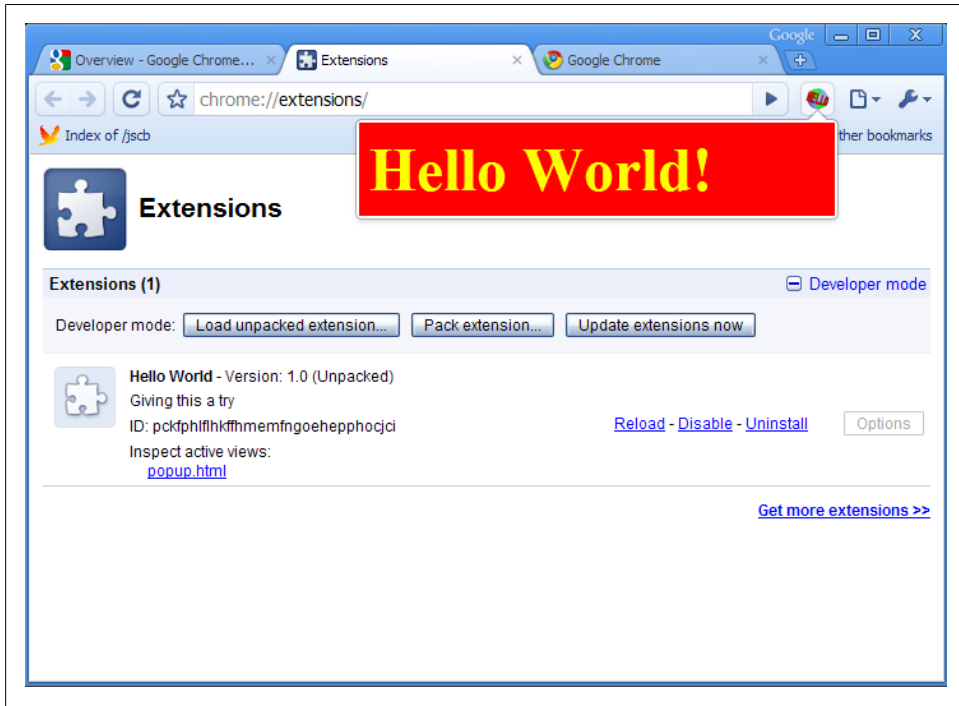 Google
Overview - Google Chrome...
Extensions
Google Chrome
chrome://extensions/
Index of /jscb
ther bookmarks
Hello World!
Extensions
Extensions (1)
Developer mode
Developer mode: Load unpacked extension... Pack extension... Update extensions now
Hello World - Version: 1.0 (Unpacked)
Giving this a try
ID: pckfphlflhkffhmemfngoehepphocjci
Reload - Disable - Uninstall
Options
Inspect active views:
popup.html
Get more extensions >>